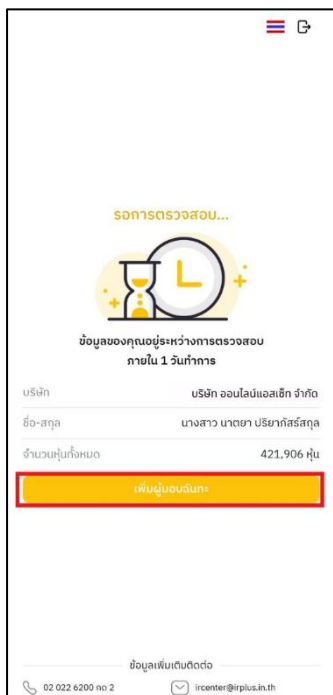 รอการตรวจสอบ...
ข้อมูลของคุณอยู่ระหว่างการตรวจสอบ
ภายใน 1 วันทำการ
บริษัท บริษัท ออนไลน์แอสเซ็ท จำกัด
ชื่อ-สกุล นางสาว นาตยา ปริยากัสร์สกุล
จำนวนหุ้นทั้งหมด 421,906 หุ้น
เพิ่มผู้มอบฉันทะ
ข้อมูลเพิ่มเติมติดต่อ
02 022 6200 กด 2 ircenter@irplus.in.th